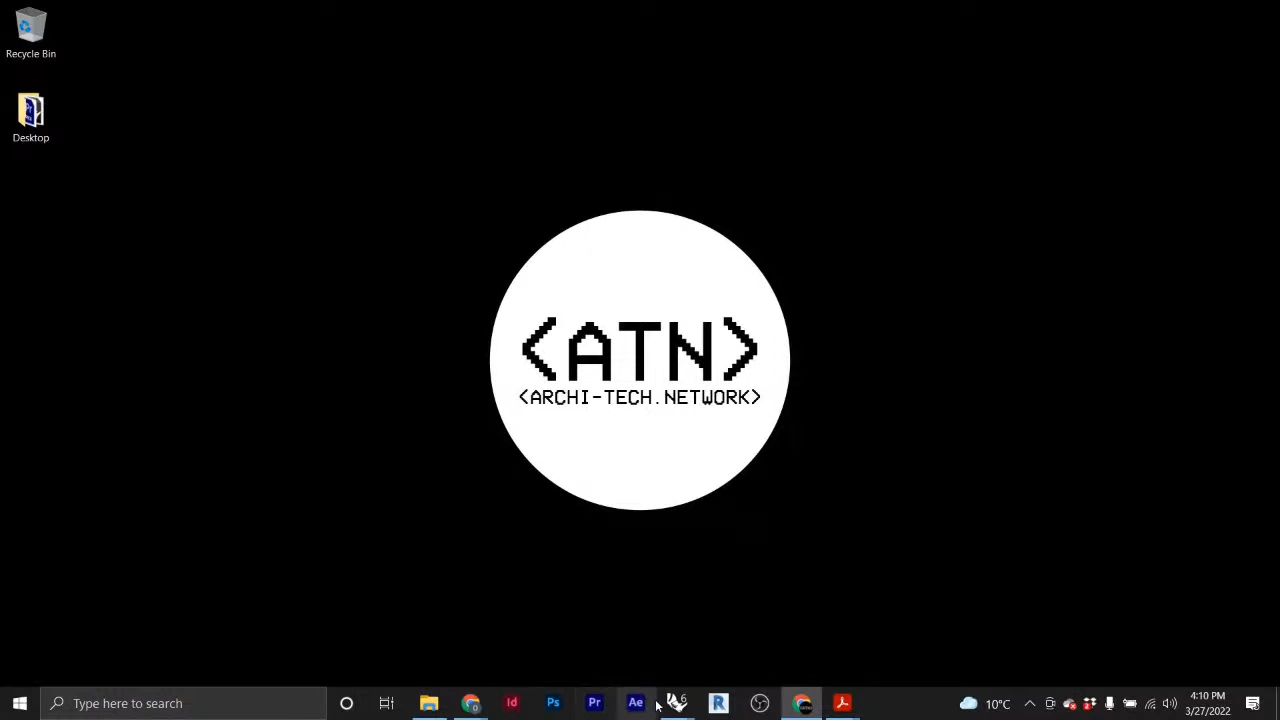 Recycle Bin
Desktop
<ATN>
<ARCHI-TECH.NETWORK>
Type here to search
Id
Ps
Pr
Ae
6
R
10°C
4:10 PM
3/27/2022